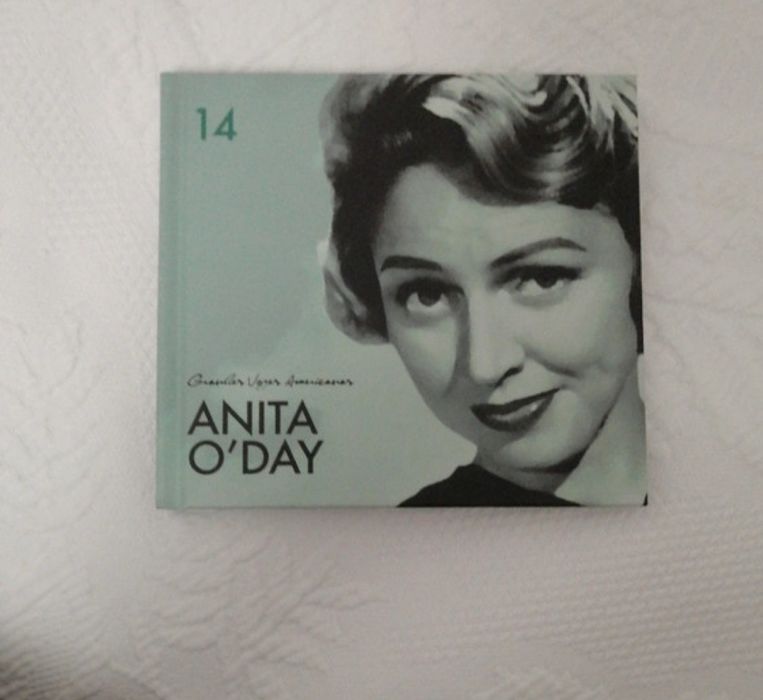 14
Grandes Vozes Americanas
ANITA
O'DAY